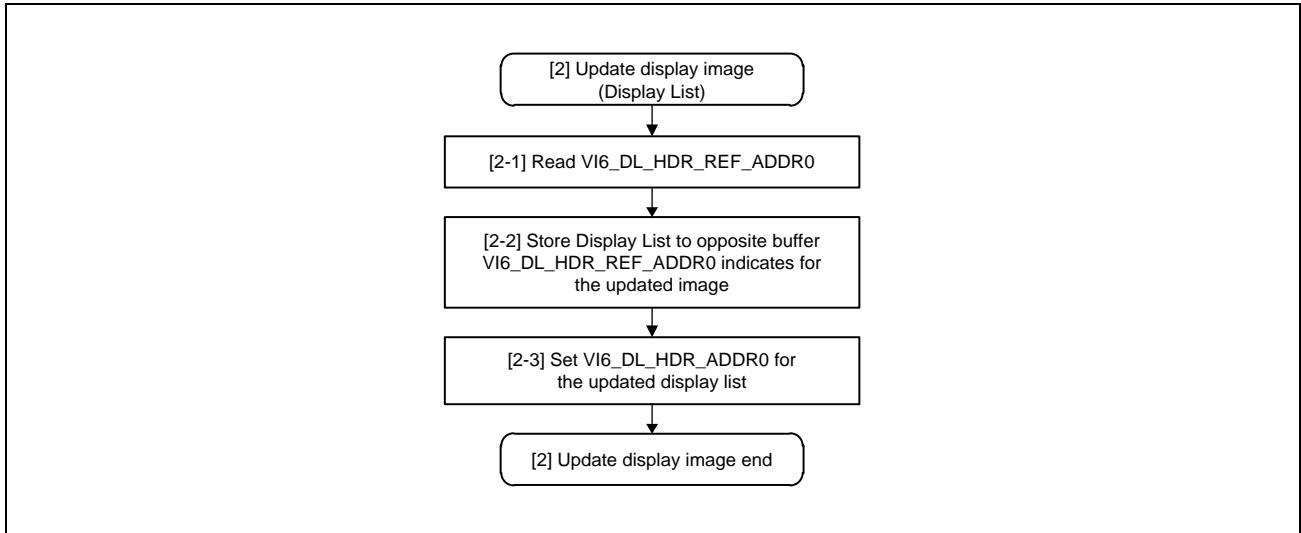 [2] Update display image
(Display List)
[2-1] Read VI6_DL_HDR_REF_ADDR0
[2-2] Store Display List to opposite buffer
VI6_DL_HDR_REF_ADDR0 indicates for
the updated image
[2-3] Set VI6_DL_HDR_ADDR0 for
the updated display list
[2] Update display image end